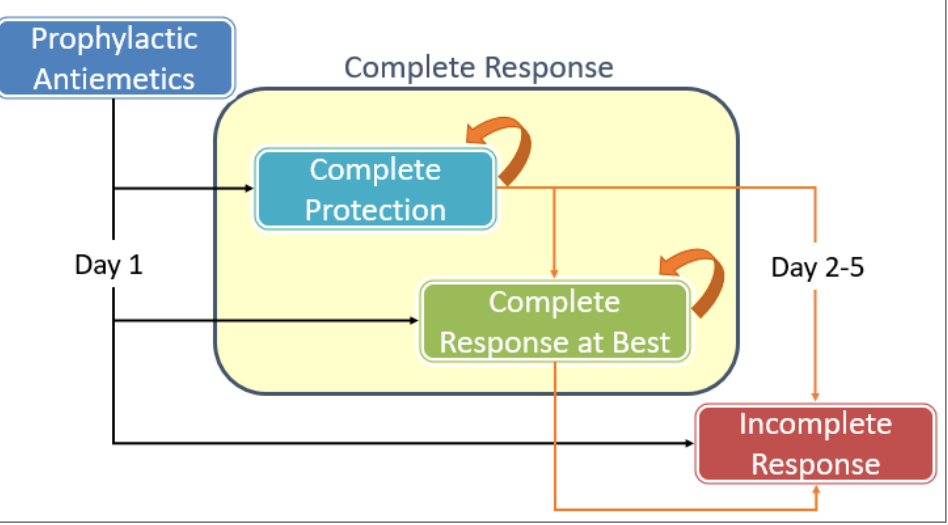 Prophylactic
Antiemetics
Complete Response
Complete
Protection
Day 1
Day 2-5
Complete
Response at Best
Incomplete
Response